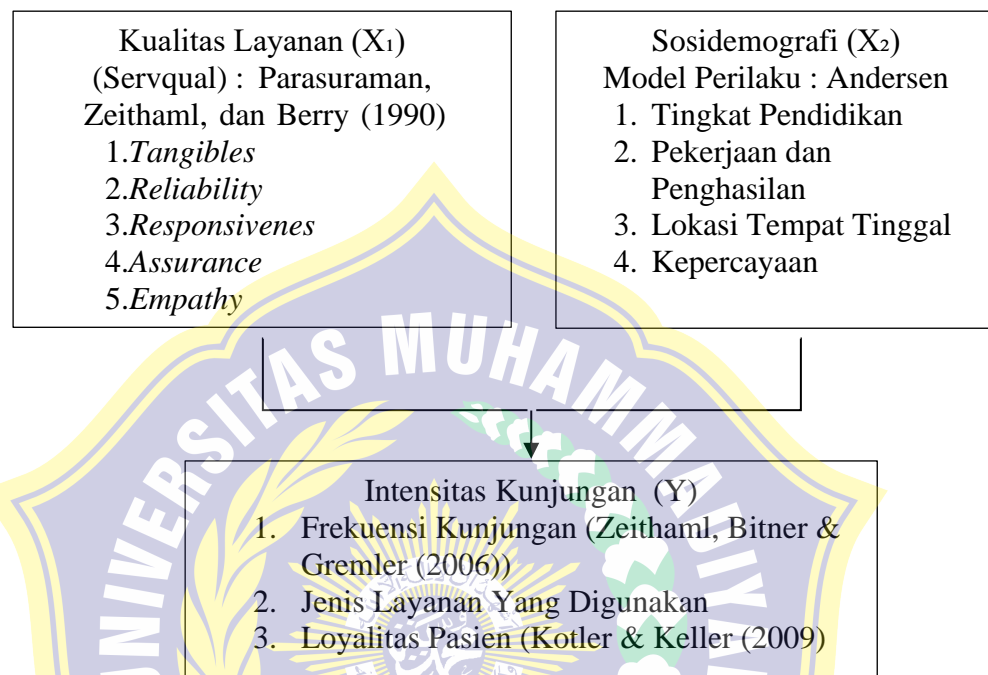 Kualitas Layanan (X₁)
(Servqual) : Parasuraman,
Zeithaml, dan Berry (1990)
1.Tangibles
2.Reliability
3.Responsivenes
4.Assurance
5.Empathy
Sosidemografi (X₂)
Model Perilaku : Andersen
1. Tingkat Pendidikan
2. Pekerjaan dan
Penghasilan
3. Lokasi Tempat Tinggal
4. Kepercayaan
Intensitas Kunjungan (Y)
1. Frekuensi Kunjungan (Zeithaml, Bitner &
Gremler (2006))
2. Jenis Layanan Yang Digunakan
3. Loyalitas Pasien (Kotler & Keller (2009)
UNIVERSITAS MUHAMMADIY